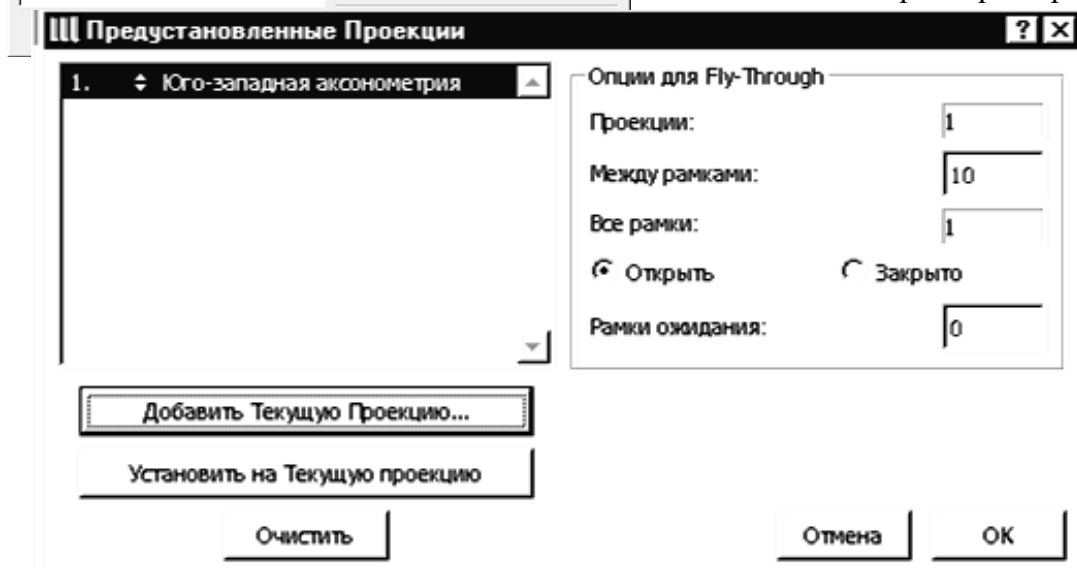 Предустановленные Проекции
? X
1. Юго-западная аксонометрия
Опции для Fly-Through
Проекции: 1
Между рамками: 10
Все рамки: 1
Открыть Закрыто
Рамки ожидания: 0
Добавить Текущую Проекцию...
Установить на Текущую проекцию
Очистить
Отмена
OK